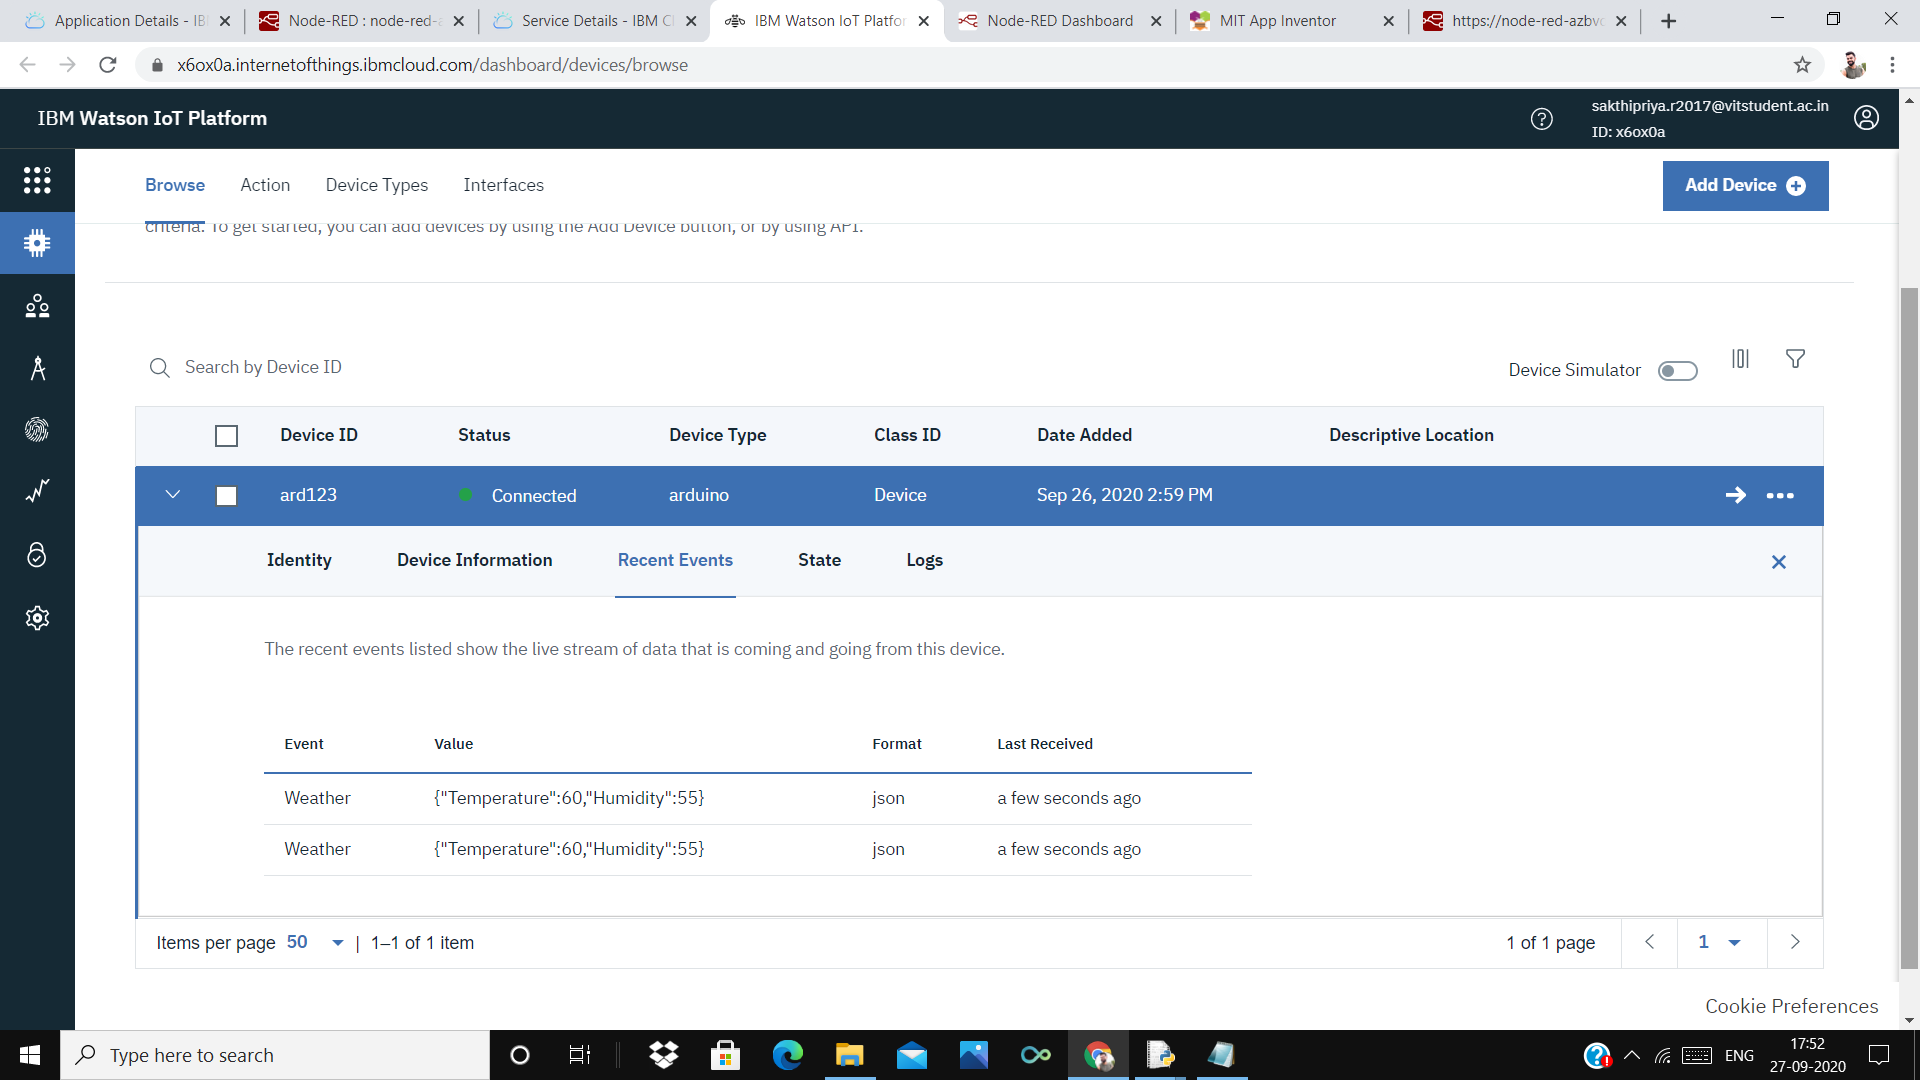 Application Details - IB
Node-RED : node-red-a
Service Details - IBM Cl
IBM Watson IoT Platfor
Node-RED Dashboard
MIT App Inventor
https://node-red-azbvc
x6ox0a.internetofthings.ibmcloud.com/dashboard/devices/browse
IBM Watson IoT Platform
sakthipriya.r2017@vitstudent.ac.in
ID: x6ox0a
Browse
Action
Device Types
Interfaces
Add Device
criteria. To get started, you can add devices by using the Add Device button, or by using API.
Search by Device ID
Device Simulator
Device ID
Status
Device Type
Class ID
Date Added
Descriptive Location
ard123
Connected
arduino
Device
Sep 26, 2020 2:59 PM
Identity
Device Information
Recent Events
State
Logs
The recent events listed show the live stream of data that is coming and going from this device.
Event
Value
Format
Last Received
Weather
{"Temperature":60,"Humidity":55}
json
a few seconds ago
Weather
{"Temperature":60,"Humidity":55}
json
a few seconds ago
Items per page 50 | 1–1 of 1 item
1 of 1 page
1
Cookie Preferences
Type here to search
ENG
17:52
27-09-2020